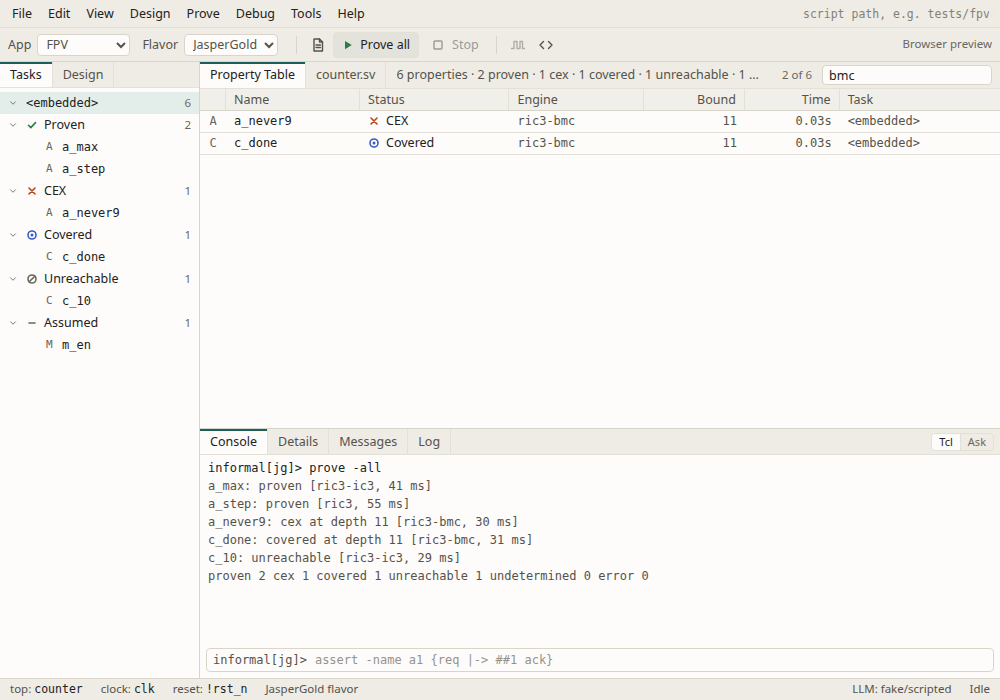 File Edit View Design Prove Debug Tools Help script path, e.g. tests/fpv
App FPV Flavor JasperGold Prove all Stop <> Browser preview
Tasks Design Property Table counter.sv 6 properties · 2 proven · 1 cex · 1 covered · 1 unreachable · 1 ... 2 of 6 bmc
Name Status Engine Bound Time Task
<embedded> 6
Proven 2
A a_max
A a_step
CEX 1
A a_never9
Covered 1
C c_done
Unreachable 1
C c_10
Assumed 1
M m_en
A a_never9 CEX ric3-bmc 11 0.03s <embedded>
C c_done Covered ric3-bmc 11 0.03s <embedded>
Console Details Messages Log Tcl Ask
informal[jg]> prove -all
a_max: proven [ric3-ic3, 41 ms]
a_step: proven [ric3, 55 ms]
a_never9: cex at depth 11 [ric3-bmc, 30 ms]
c_done: covered at depth 11 [ric3-bmc, 31 ms]
c_10: unreachable [ric3-ic3, 29 ms]
proven 2 cex 1 covered 1 unreachable 1 undetermined 0 error 0
informal[jg]> assert -name a1 {req |-> ##1 ack}
top: counter clock: clk reset: !rst_n JasperGold flavor LLM: fake/scripted Idle